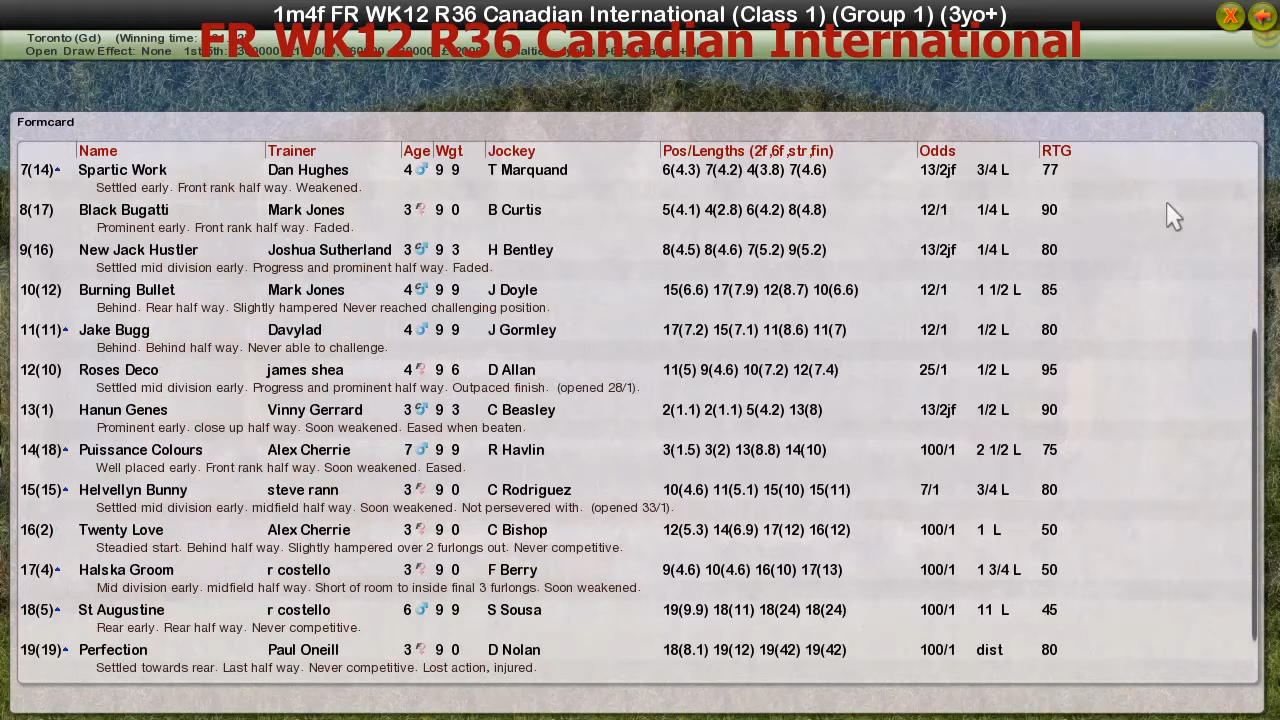 1m4f FR WK12 R36 Canadian International (Class 1) (Group 1) (3yo+)
FR WK12 R36 Canadian International
Toronto(Gd) (Winning time:
Open Draw Effect: None
Formcard
Name Trainer Age Wgt Jockey Pos/Lengths (2f,6f,str,fin) Odds RTG
7(14) Spartic Work Dan Hughes 4 9 9 T Marquand 6(4.3) 7(4.2) 4(3.8) 7(4.6) 13/2jf 3/4 L 77
Settled early. Front rank half way. Weakened.
8(17) Black Bugatti Mark Jones 3 9 0 B Curtis 5(4.1) 4(2.8) 6(4.2) 8(4.8) 12/1 1/4 L 90
Prominent early. Front rank half way. Faded.
9(16) New Jack Hustler Joshua Sutherland 3 9 3 H Bentley 8(4.5) 8(4.6) 7(5.2) 9(5.2) 13/2jf 1/4 L 80
Settled mid division early. Progress and prominent half way. Faded.
10(12) Burning Bullet Mark Jones 4 9 9 J Doyle 15(6.6) 17(7.9) 12(8.7) 10(6.6) 12/1 1 1/2 L 85
Behind. Rear half way. Slightly hampered Never reached challenging position.
11(11) Jake Bugg Davylad 4 9 9 J Gormley 17(7.2) 15(7.1) 11(8.6) 11(7) 12/1 1/2 L 80
Behind. Behind half way. Never able to challenge.
12(10) Roses Deco james shea 4 9 6 D Allan 11(5) 9(4.6) 10(7.2) 12(7.4) 25/1 1/2 L 95
Settled mid division early. Progress and prominent half way. Outpaced finish. (opened 28/1).
13(1) Hanun Genes Vinny Gerrard 3 9 3 C Beasley 2(1.1) 2(1.1) 5(4.2) 13(8) 13/2jf 1/2 L 90
Prominent early. close up half way. Soon weakened. Eased when beaten.
14(18) Puissance Colours Alex Cherrie 7 9 9 R Havlin 3(1.5) 3(2) 13(8.8) 14(10) 100/1 2 1/2 L 75
Well placed early. Front rank half way. Soon weakened. Eased.
15(15) Helvellyn Bunny steve rann 3 9 0 C Rodriguez 10(4.6) 11(5.1) 15(10) 15(11) 7/1 3/4 L 80
Settled mid division early. midfield half way. Soon weakened. Not persevered with. (opened 33/1).
16(2) Twenty Love Alex Cherrie 3 9 0 C Bishop 12(5.3) 14(6.9) 17(12) 16(12) 100/1 1 L 50
Steadied start. Behind half way. Slightly hampered over 2 furlongs out. Never competitive.
17(4) Halska Groom r costello 3 9 0 F Berry 9(4.6) 10(4.6) 16(10) 17(13) 100/1 1 3/4 L 50
Mid division early. midfield half way. Short of room to inside final 3 furlongs. Soon weakened.
18(5) St Augustine r costello 6 9 9 S Sousa 19(9.9) 18(11) 18(24) 18(24) 100/1 11 L 45
Rear early. Rear half way. Never competitive.
19(19) Perfection Paul Oneill 3 9 0 D Nolan 18(8.1) 19(12) 19(42) 19(42) 100/1 dist 80
Settled towards rear. Last half way. Never competitive. Lost action, injured.